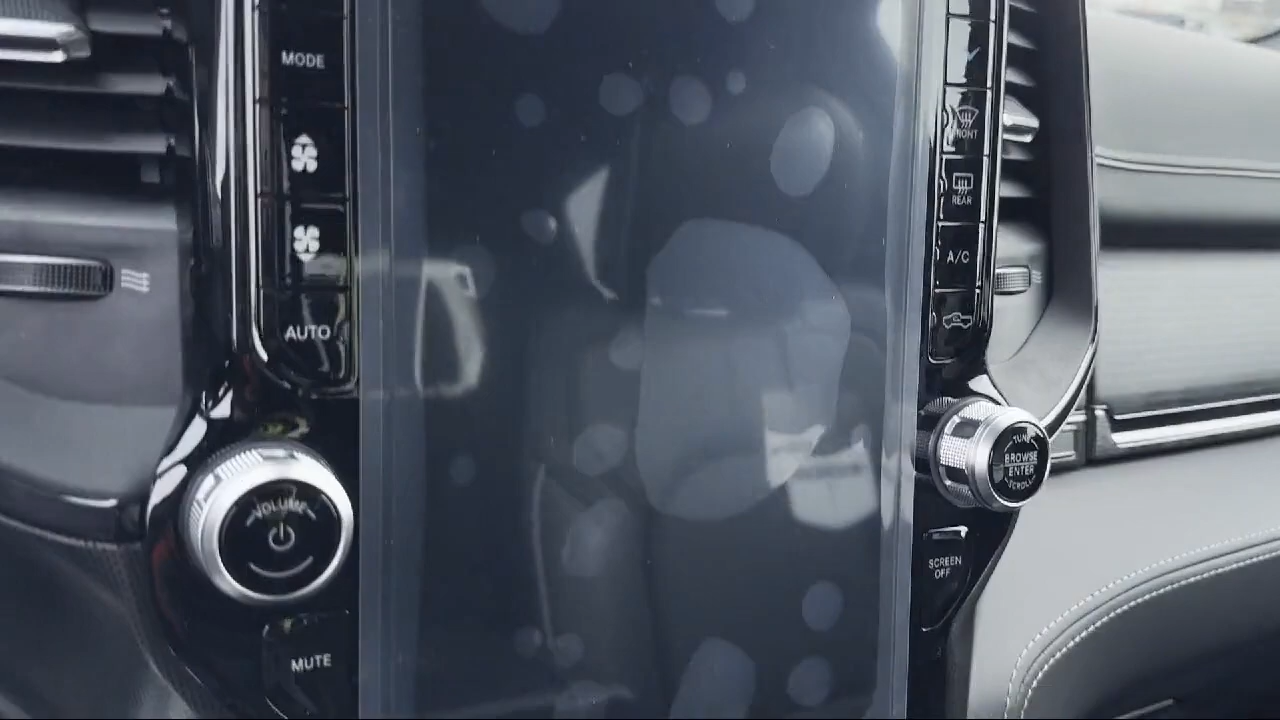 MODE
AUTO
VOLUME
MUTE
FRONT
REAR
A/C
TUNE
BROWSE
ENTER
SCROLL
SCREEN
OFF